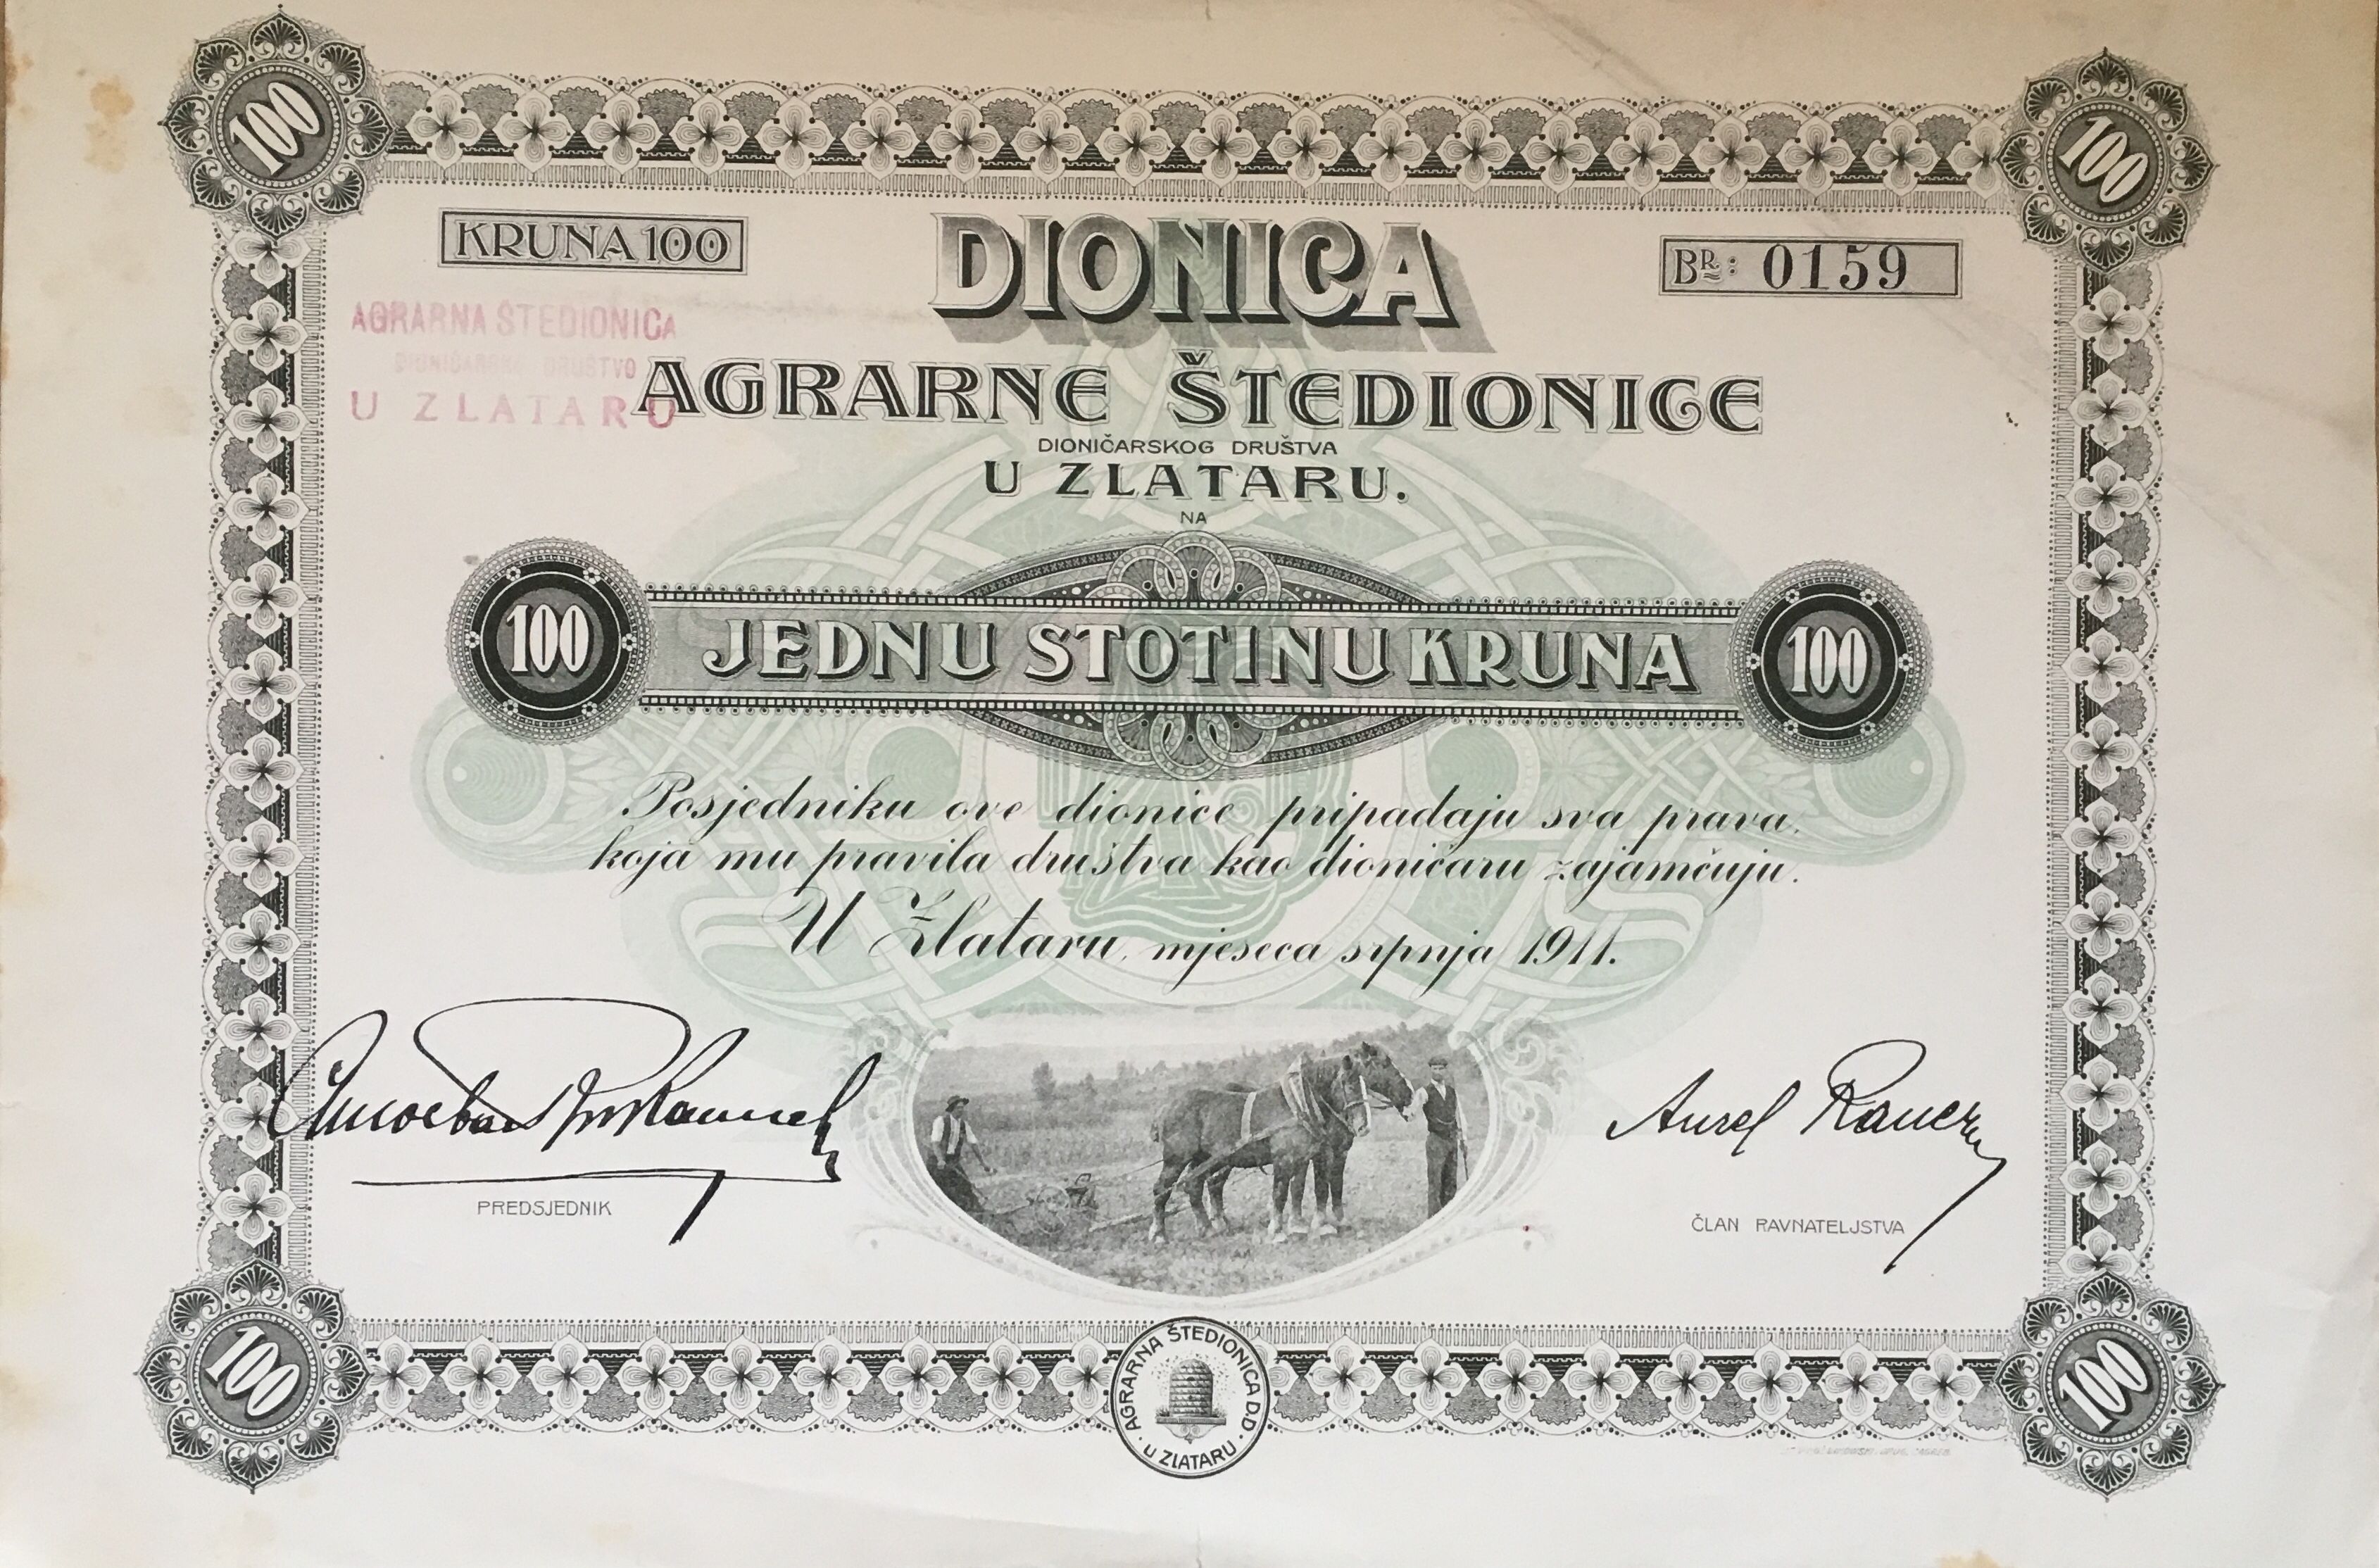 100
100
KRUNA 100
DIONICA
BR: 0159
AGRARNA ŠTEDIONICA
DIONIČARSKO DRUŠTVO
U ZLATARU
AGRARNE ŠTEDIONICE
DIONIČARSKOG DRUŠTVA
U ZLATARU.
NA
100
JEDNU STOTINU KRUNA
100
Posjedniku ove dionice pripadaju sva prava,
koja mu pravila društva kao dioničaru zajamčuju.
U Zlataru, mjeseca srpnja 1911.
Aurel
PREDSJEDNIK
ČLAN RAVNATELJSTVA
100
AGRARNA ŠTEDIONICA D.D.
U ZLATARU
100